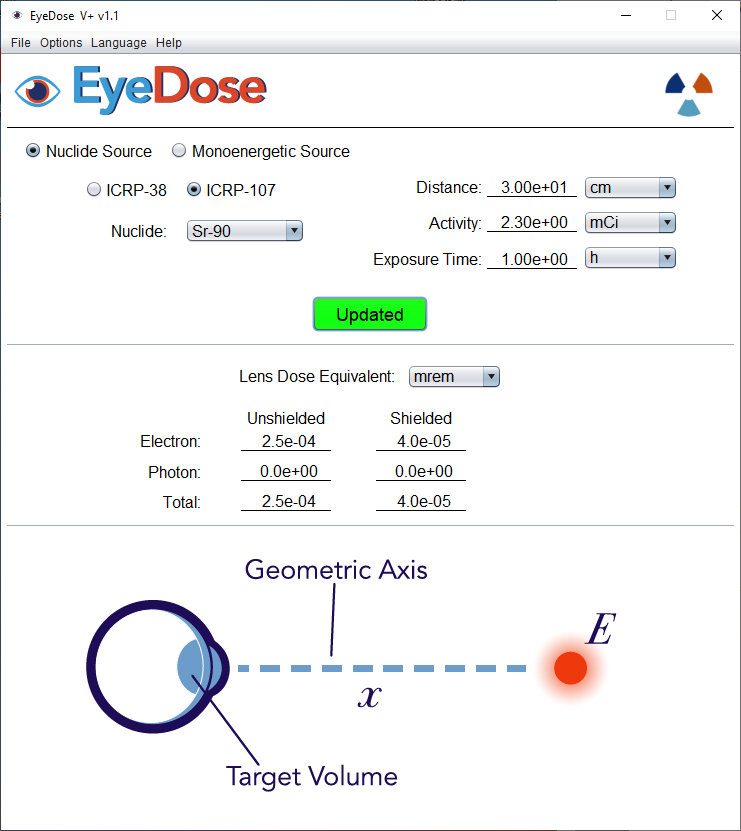 EyeDose V+ v1.1
File Options Language Help
EyeDose
Nuclide Source Monoenergetic Source
ICRP-38 ICRP-107 Distance: 3.00e+01 cm
Nuclide: Sr-90 Activity: 2.30e+00 mCi
Exposure Time: 1.00e+00 h
Updated
Lens Dose Equivalent: mrem
Unshielded Shielded
Electron: 2.5e-04 4.0e-05
Photon: 0.0e+00 0.0e+00
Total: 2.5e-04 4.0e-05
Geometric Axis
E
x
Target Volume